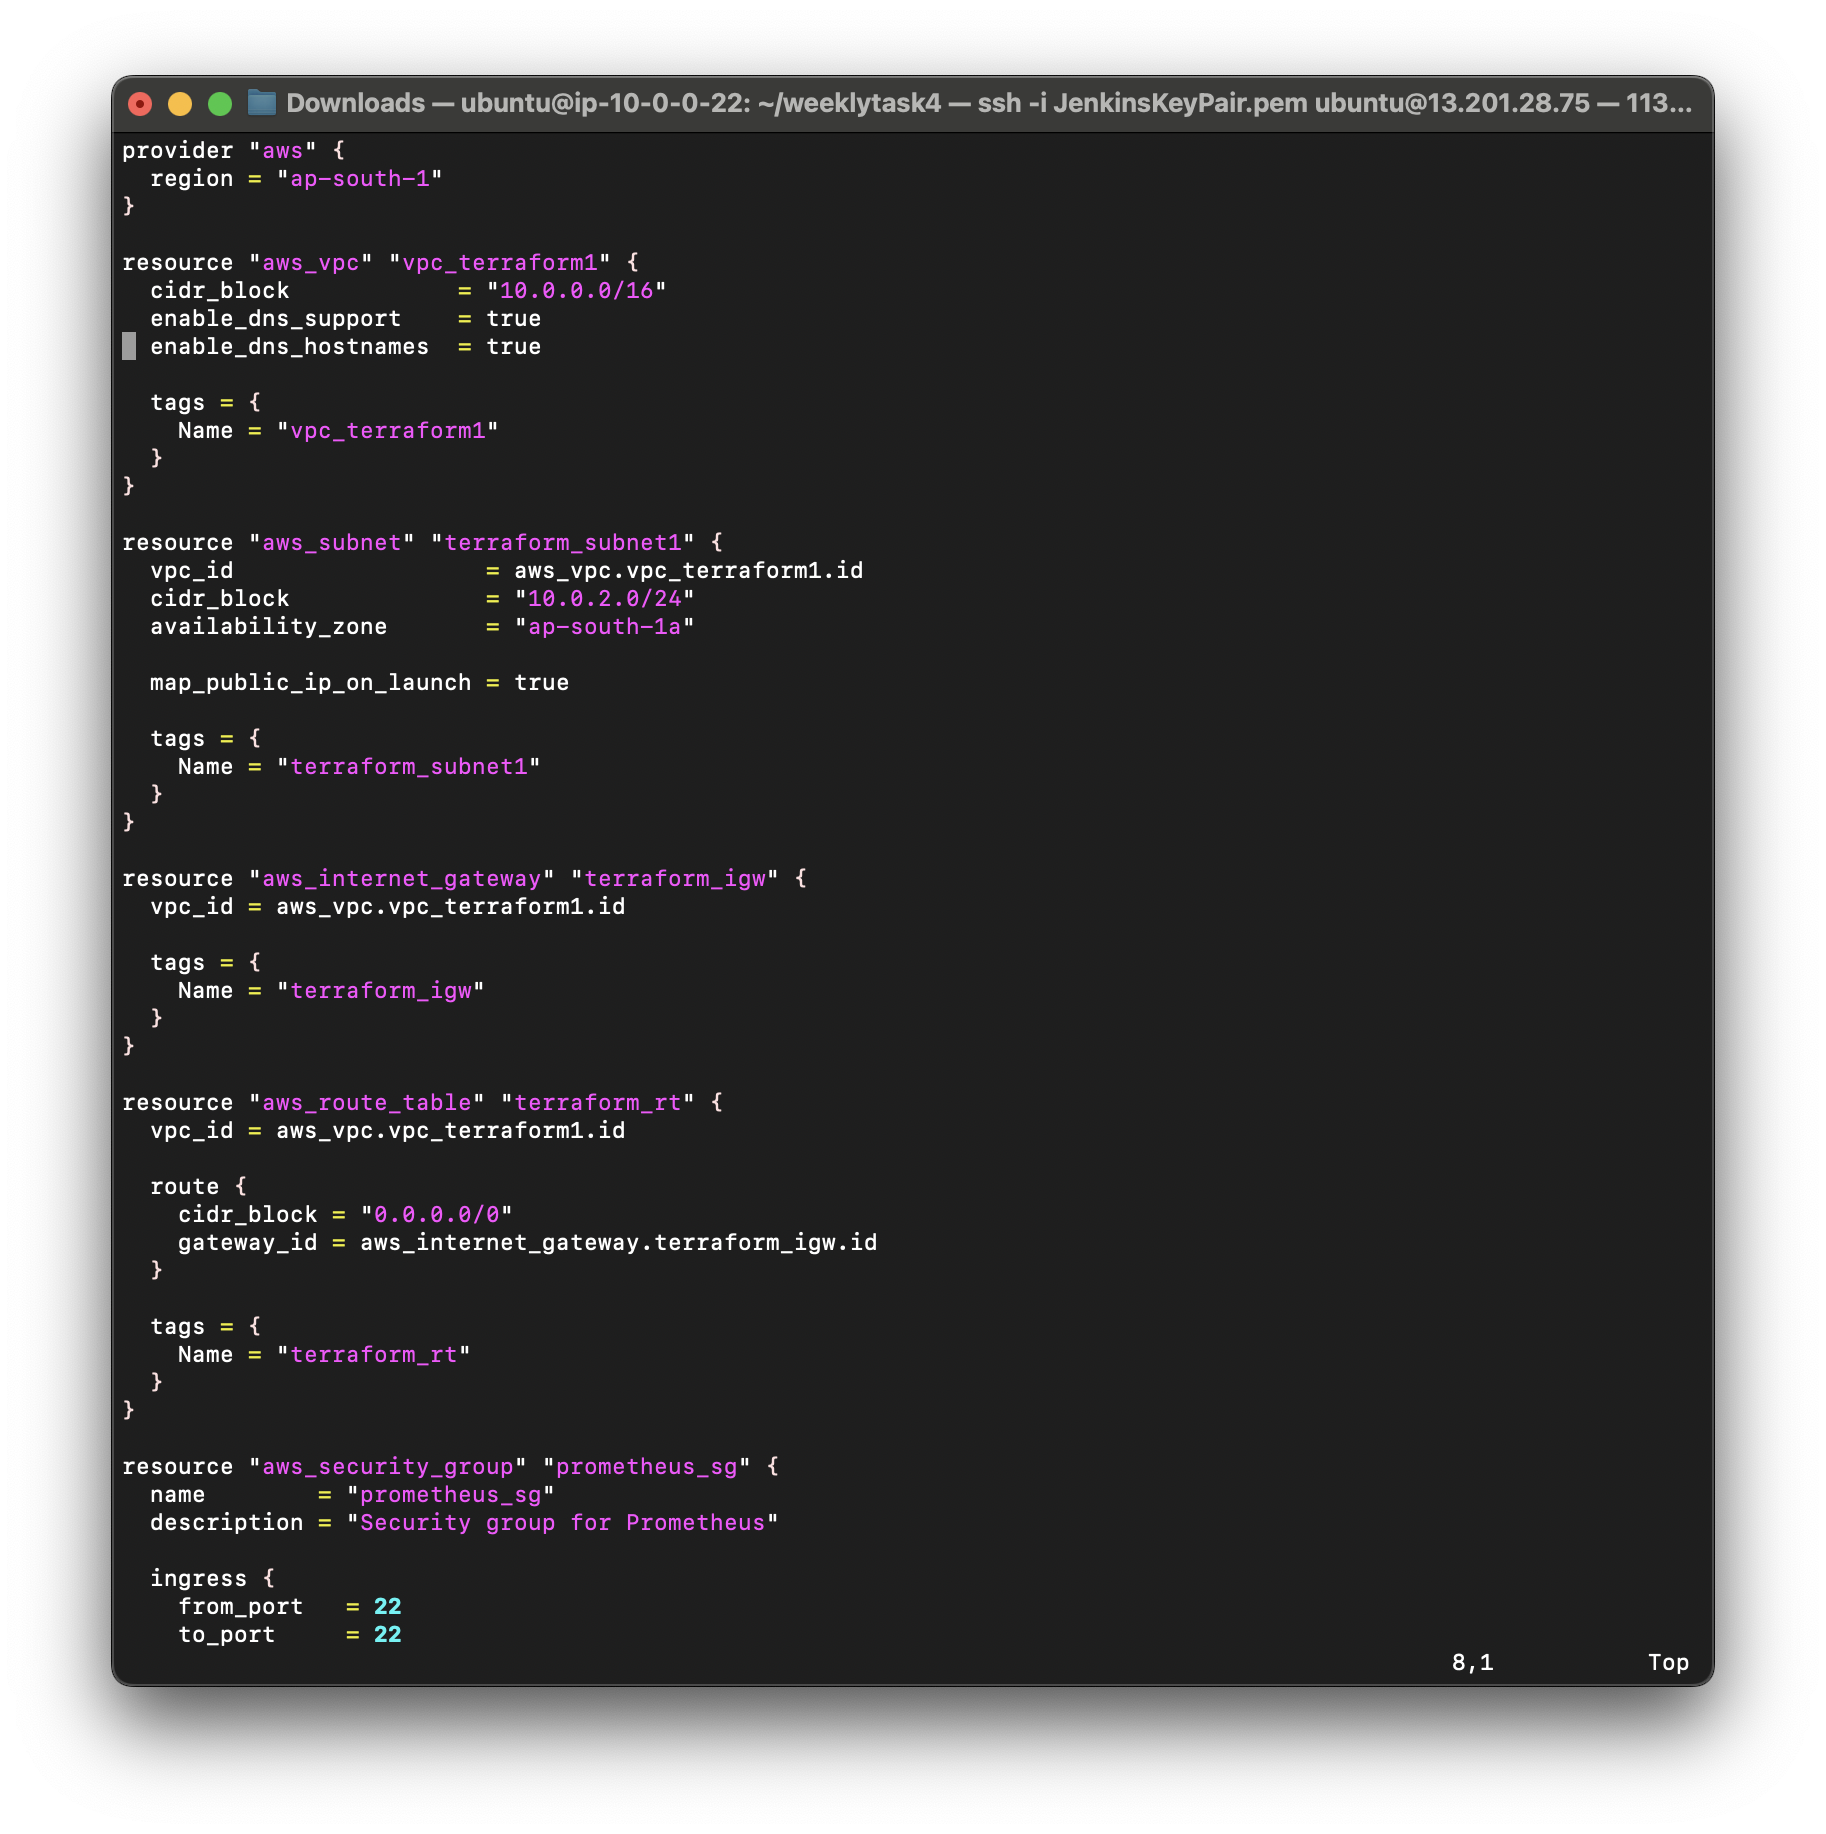 Downloads — ubuntu@ip-10-0-0-22: ~/weeklytask4 — ssh -i JenkinsKeyPair.pem ubuntu@13.201.28.75 — 113...
provider "aws" {
  region = "ap-south-1"
}

resource "aws_vpc" "vpc_terraform1" {
  cidr_block            = "10.0.0.0/16"
  enable_dns_support    = true
  enable_dns_hostnames  = true

  tags = {
    Name = "vpc_terraform1"
  }
}

resource "aws_subnet" "terraform_subnet1" {
  vpc_id                  = aws_vpc.vpc_terraform1.id
  cidr_block              = "10.0.2.0/24"
  availability_zone       = "ap-south-1a"

  map_public_ip_on_launch = true

  tags = {
    Name = "terraform_subnet1"
  }
}

resource "aws_internet_gateway" "terraform_igw" {
  vpc_id = aws_vpc.vpc_terraform1.id

  tags = {
    Name = "terraform_igw"
  }
}

resource "aws_route_table" "terraform_rt" {
  vpc_id = aws_vpc.vpc_terraform1.id

  route {
    cidr_block = "0.0.0.0/0"
    gateway_id = aws_internet_gateway.terraform_igw.id
  }

  tags = {
    Name = "terraform_rt"
  }
}

resource "aws_security_group" "prometheus_sg" {
  name        = "prometheus_sg"
  description = "Security group for Prometheus"

  ingress {
    from_port   = 22
    to_port     = 22
8,1 Top